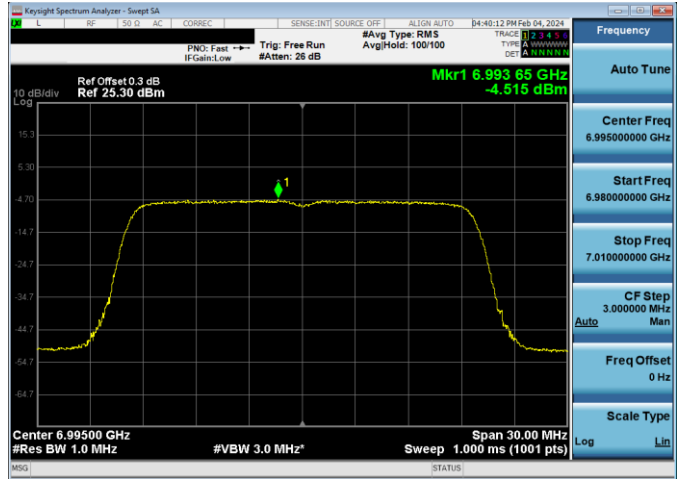 Keysight Spectrum Analyzer - Swept SA
L RF 50 Ω AC CORREC SENSE:INT SOURCE OFF ALIGN AUTO 04:40:12 PM Feb 04, 2024
#Avg Type: RMS TRACE 1 2 3 4 5 6
PNO: Fast Trig: Free Run Avg|Hold: 100/100 TYPE A WWWWW
IFGain:Low #Atten: 26 dB DET A N N N N N
Mkr1 6.993 65 GHz
-4.515 dBm
Ref Offset 0.3 dB
10 dB/div Ref 25.30 dBm
Log
15.3
5.30
1
-4.70
-14.7
-24.7
-34.7
-44.7
-54.7
-64.7
Center 6.99500 GHz Span 30.00 MHz
#Res BW 1.0 MHz #VBW 3.0 MHz* Sweep 1.000 ms (1001 pts)
MSG STATUS
Frequency
Auto Tune
Center Freq
6.995000000 GHz
Start Freq
6.980000000 GHz
Stop Freq
7.010000000 GHz
CF Step
3.000000 MHz
Auto Man
Freq Offset
0 Hz
Scale Type
Log Lin